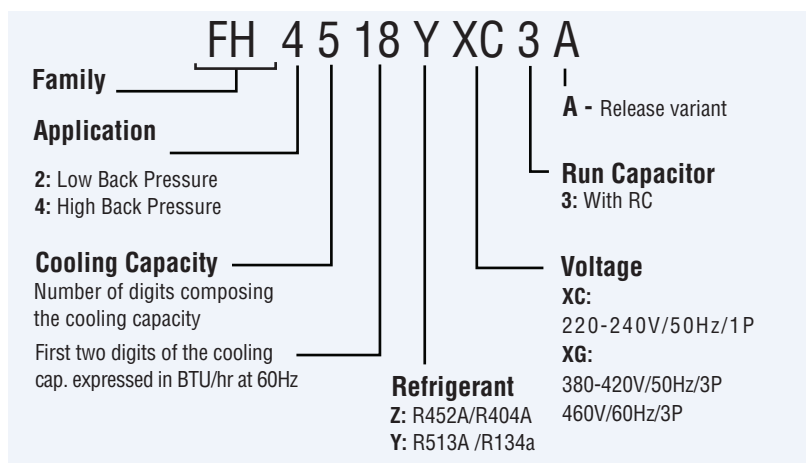 FH 4 5 18 Y XC 3 A
Family
A - Release variant
Application
2: Low Back Pressure
4: High Back Pressure
Run Capacitor
3: With RC
Cooling Capacity
Number of digits composing
the cooling capacity
First two digits of the cooling
cap. expressed in BTU/hr at 60Hz
Voltage
XC:
220-240V/50Hz/1P
XG:
380-420V/50Hz/3P
460V/60Hz/3P
Refrigerant
Z: R452A/R404A
Y: R513A /R134a